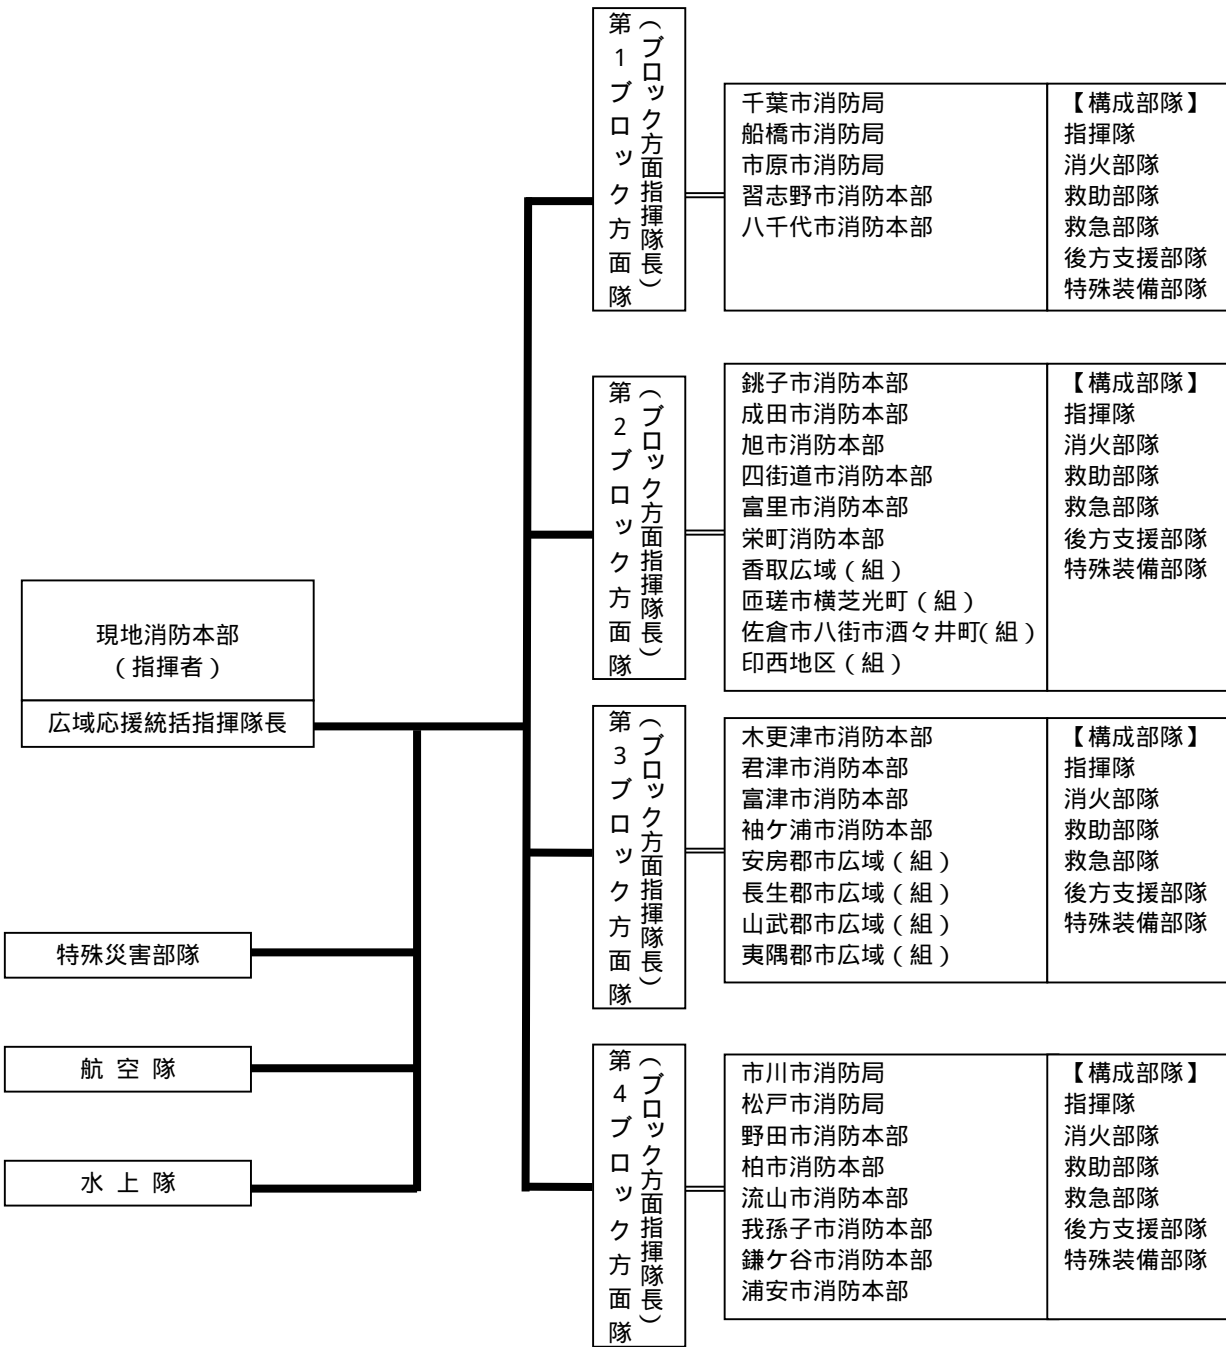 第1ブロック方面隊
（ブロック方面指揮隊長）
千葉市消防局
船橋市消防局
市原市消防局
習志野市消防本部
八千代市消防本部
【構成部隊】
指揮隊
消火部隊
救助部隊
救急部隊
後方支援部隊
特殊装備部隊
第2ブロック方面隊
（ブロック方面指揮隊長）
銚子市消防本部
成田市消防本部
旭市消防本部
四街道市消防本部
富里市消防本部
栄町消防本部
香取広域（組）
匝瑳市横芝光町（組）
佐倉市八街市酒々井町（組）
印西地区（組）
【構成部隊】
指揮隊
消火部隊
救助部隊
救急部隊
後方支援部隊
特殊装備部隊
現地消防本部
（指揮者）
広域応援統括指揮隊長
第3ブロック方面隊
（ブロック方面指揮隊長）
木更津市消防本部
君津市消防本部
富津市消防本部
袖ケ浦市消防本部
安房郡市広域（組）
長生郡市広域（組）
山武郡市広域（組）
夷隅郡市広域（組）
【構成部隊】
指揮隊
消火部隊
救助部隊
救急部隊
後方支援部隊
特殊装備部隊
特殊災害部隊
航空隊
水上隊
第4ブロック方面隊
（ブロック方面指揮隊長）
市川市消防局
松戸市消防局
野田市消防本部
柏市消防本部
流山市消防本部
我孫子市消防本部
鎌ケ谷市消防本部
浦安市消防本部
【構成部隊】
指揮隊
消火部隊
救助部隊
救急部隊
後方支援部隊
特殊装備部隊